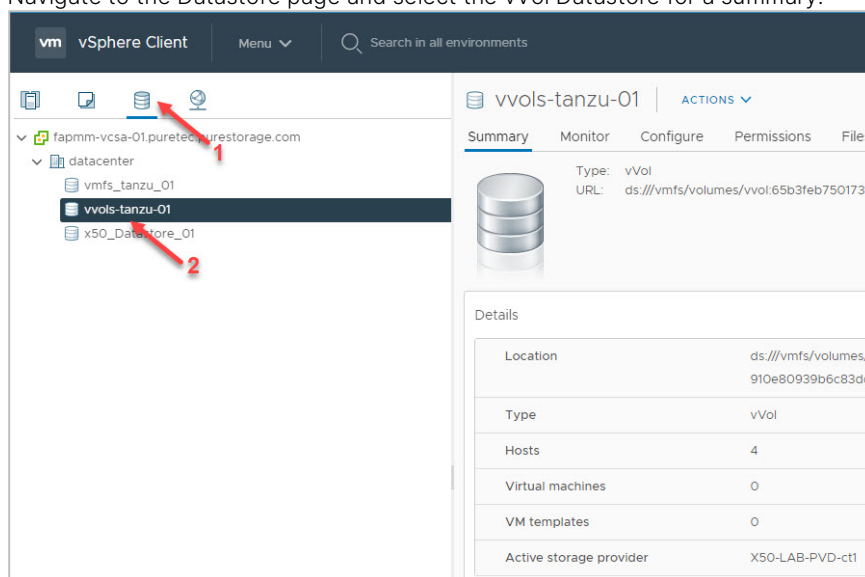 Navigate to the Datastore page and select the vVol Datastore for a summary.
vm vSphere Client Menu Search in all environments
1
fapmm-vcsa-01.puretec.purestorage.com
datacenter
vmfs_tanzu_01
vvols-tanzu-01
x50_Datastore_01
2
vvols-tanzu-01 ACTIONS
Summary Monitor Configure Permissions File
Type: vVol
URL: ds:///vmfs/volumes/vvol:65b3feb750173
Details
Location ds:///vmfs/volumes/
910e80939b6c83d
Type vVol
Hosts 4
Virtual machines 0
VM templates 0
Active storage provider X50-LAB-PVD-ct1